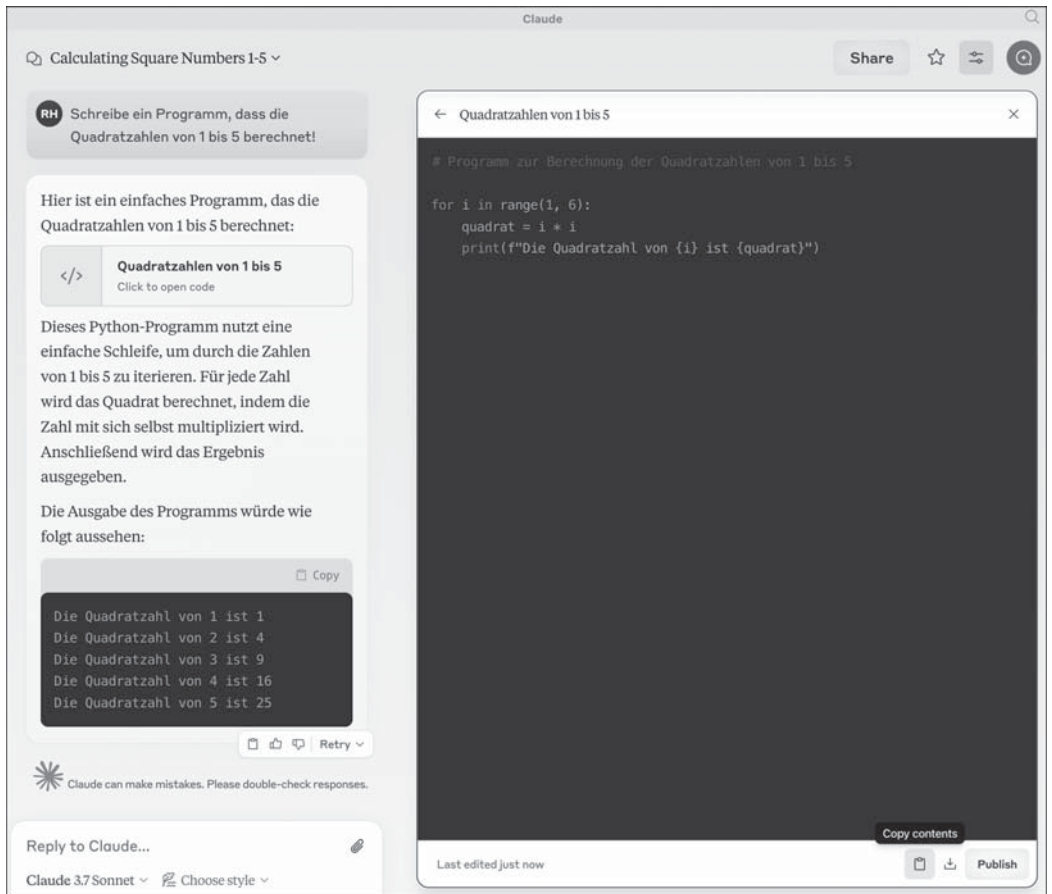 Claude
Calculating Square Numbers 1-5
Share
RH
Schreibe ein Programm, dass die
Quadratzahlen von 1 bis 5 berechnet!
Hier ist ein einfaches Programm, das die
Quadratzahlen von 1 bis 5 berechnet:
</>
Quadratzahlen von 1 bis 5
Click to open code
Dieses Python-Programm nutzt eine
einfache Schleife, um durch die Zahlen
von 1 bis 5 zu iterieren. Für jede Zahl
wird das Quadrat berechnet, indem die
Zahl mit sich selbst multipliziert wird.
Anschließend wird das Ergebnis
ausgegeben.
Die Ausgabe des Programms würde wie
folgt aussehen:
Copy
Die Quadratzahl von 1 ist 1
Die Quadratzahl von 2 ist 4
Die Quadratzahl von 3 ist 9
Die Quadratzahl von 4 ist 16
Die Quadratzahl von 5 ist 25
Retry
Claude can make mistakes. Please double-check responses.
Reply to Claude...
Claude 3.7 Sonnet Choose style
Quadratzahlen von 1 bis 5
# Programm zur Berechnung der Quadratzahlen von 1 bis 5
for i in range(1, 6):
    quadrat = i * i
    print(f"Die Quadratzahl von {i} ist {quadrat}")
Copy contents
Last edited just now
Publish